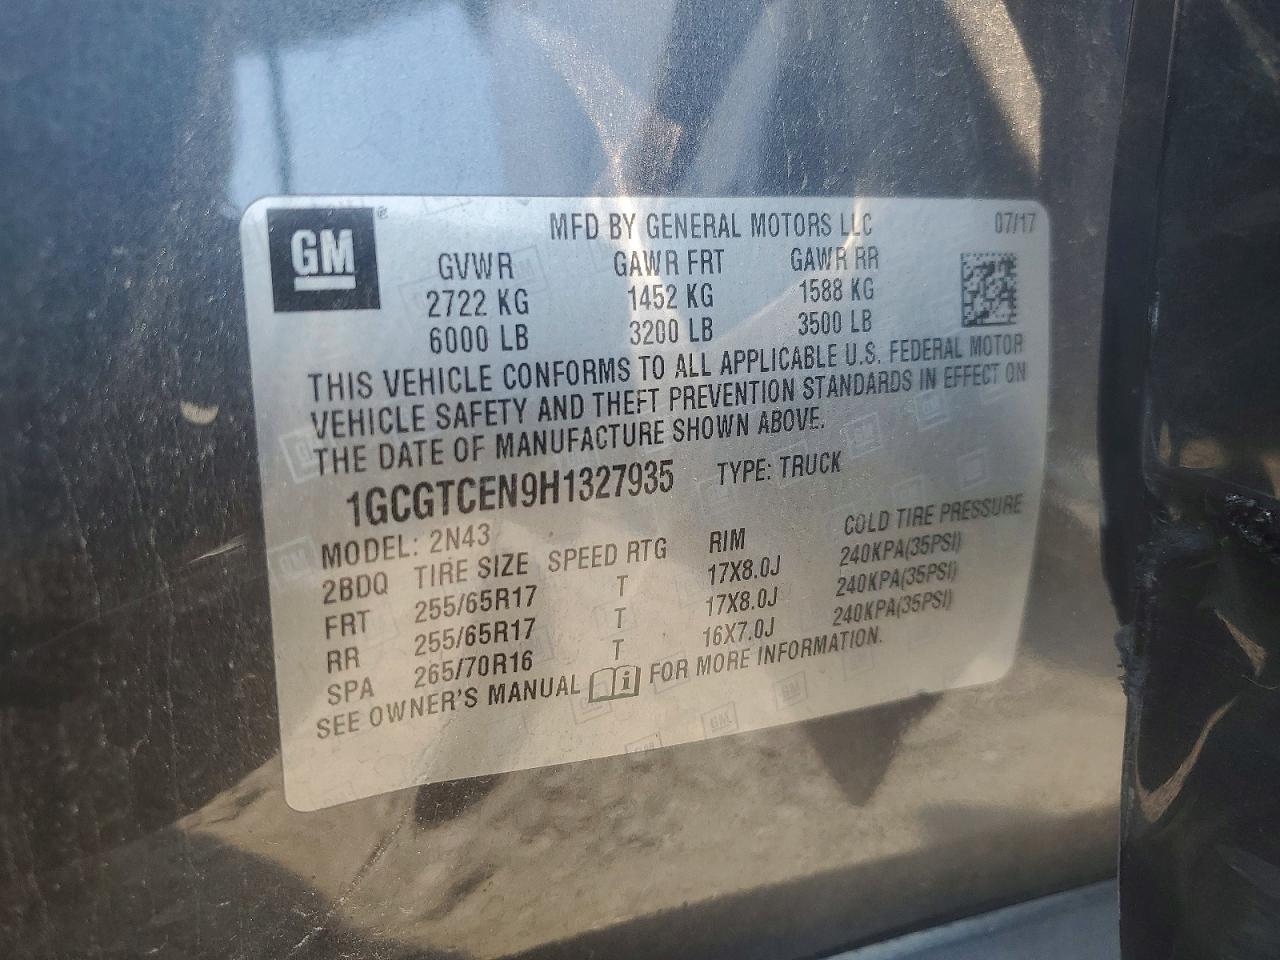 GM®
MFD BY GENERAL MOTORS LLC 07/17
GVWR GAWR FRT GAWR RR
2722 KG 1452 KG 1588 KG
6000 LB 3200 LB 3500 LB
THIS VEHICLE CONFORMS TO ALL APPLICABLE U.S. FEDERAL MOTOR
VEHICLE SAFETY AND THEFT PREVENTION STANDARDS IN EFFECT ON
THE DATE OF MANUFACTURE SHOWN ABOVE.
1GCGTCEN9H1327935 TYPE: TRUCK
MODEL: 2N43
2BDQ TIRE SIZE SPEED RTG RIM COLD TIRE PRESSURE
FRT 255/65R17 T 17X8.0J 240KPA(35PSI)
RR 255/65R17 T 17X8.0J 240KPA(35PSI)
SPA 265/70R16 T 16X7.0J 240KPA(35PSI)
SEE OWNER'S MANUAL i FOR MORE INFORMATION.